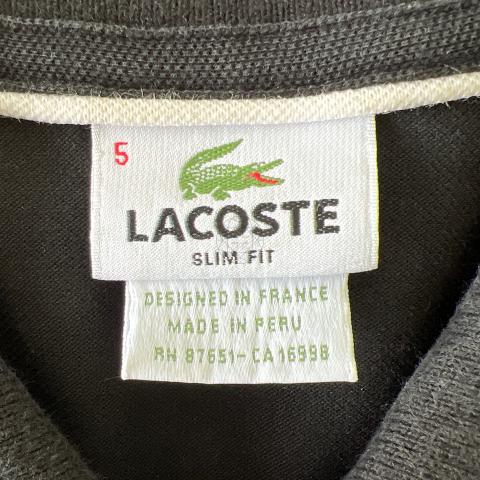 5
LACOSTE
SLIM FIT
DESIGNED IN FRANCE
MADE IN PERU
RN 87651-CA 16998